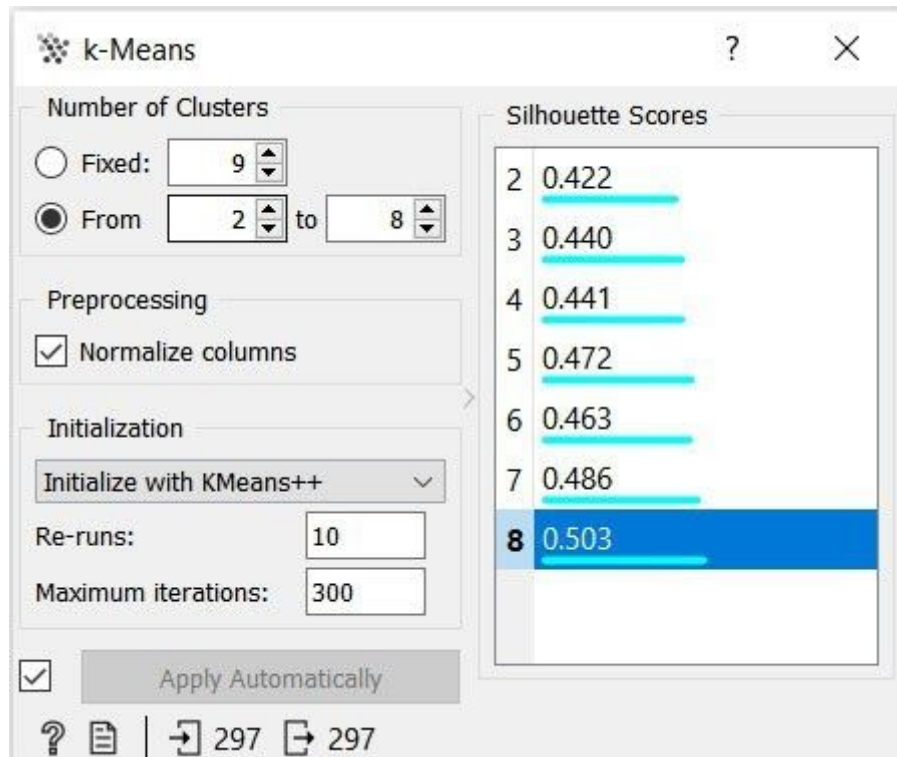 k-Means ?
Number of Clusters
Fixed: 9
From 2 to 8
Preprocessing
Normalize columns
Initialization
Initialize with KMeans++
Re-runs: 10
Maximum iterations: 300
Apply Automatically
? 297 297
Silhouette Scores
2 0.422
3 0.440
4 0.441
5 0.472
6 0.463
7 0.486
8 0.503